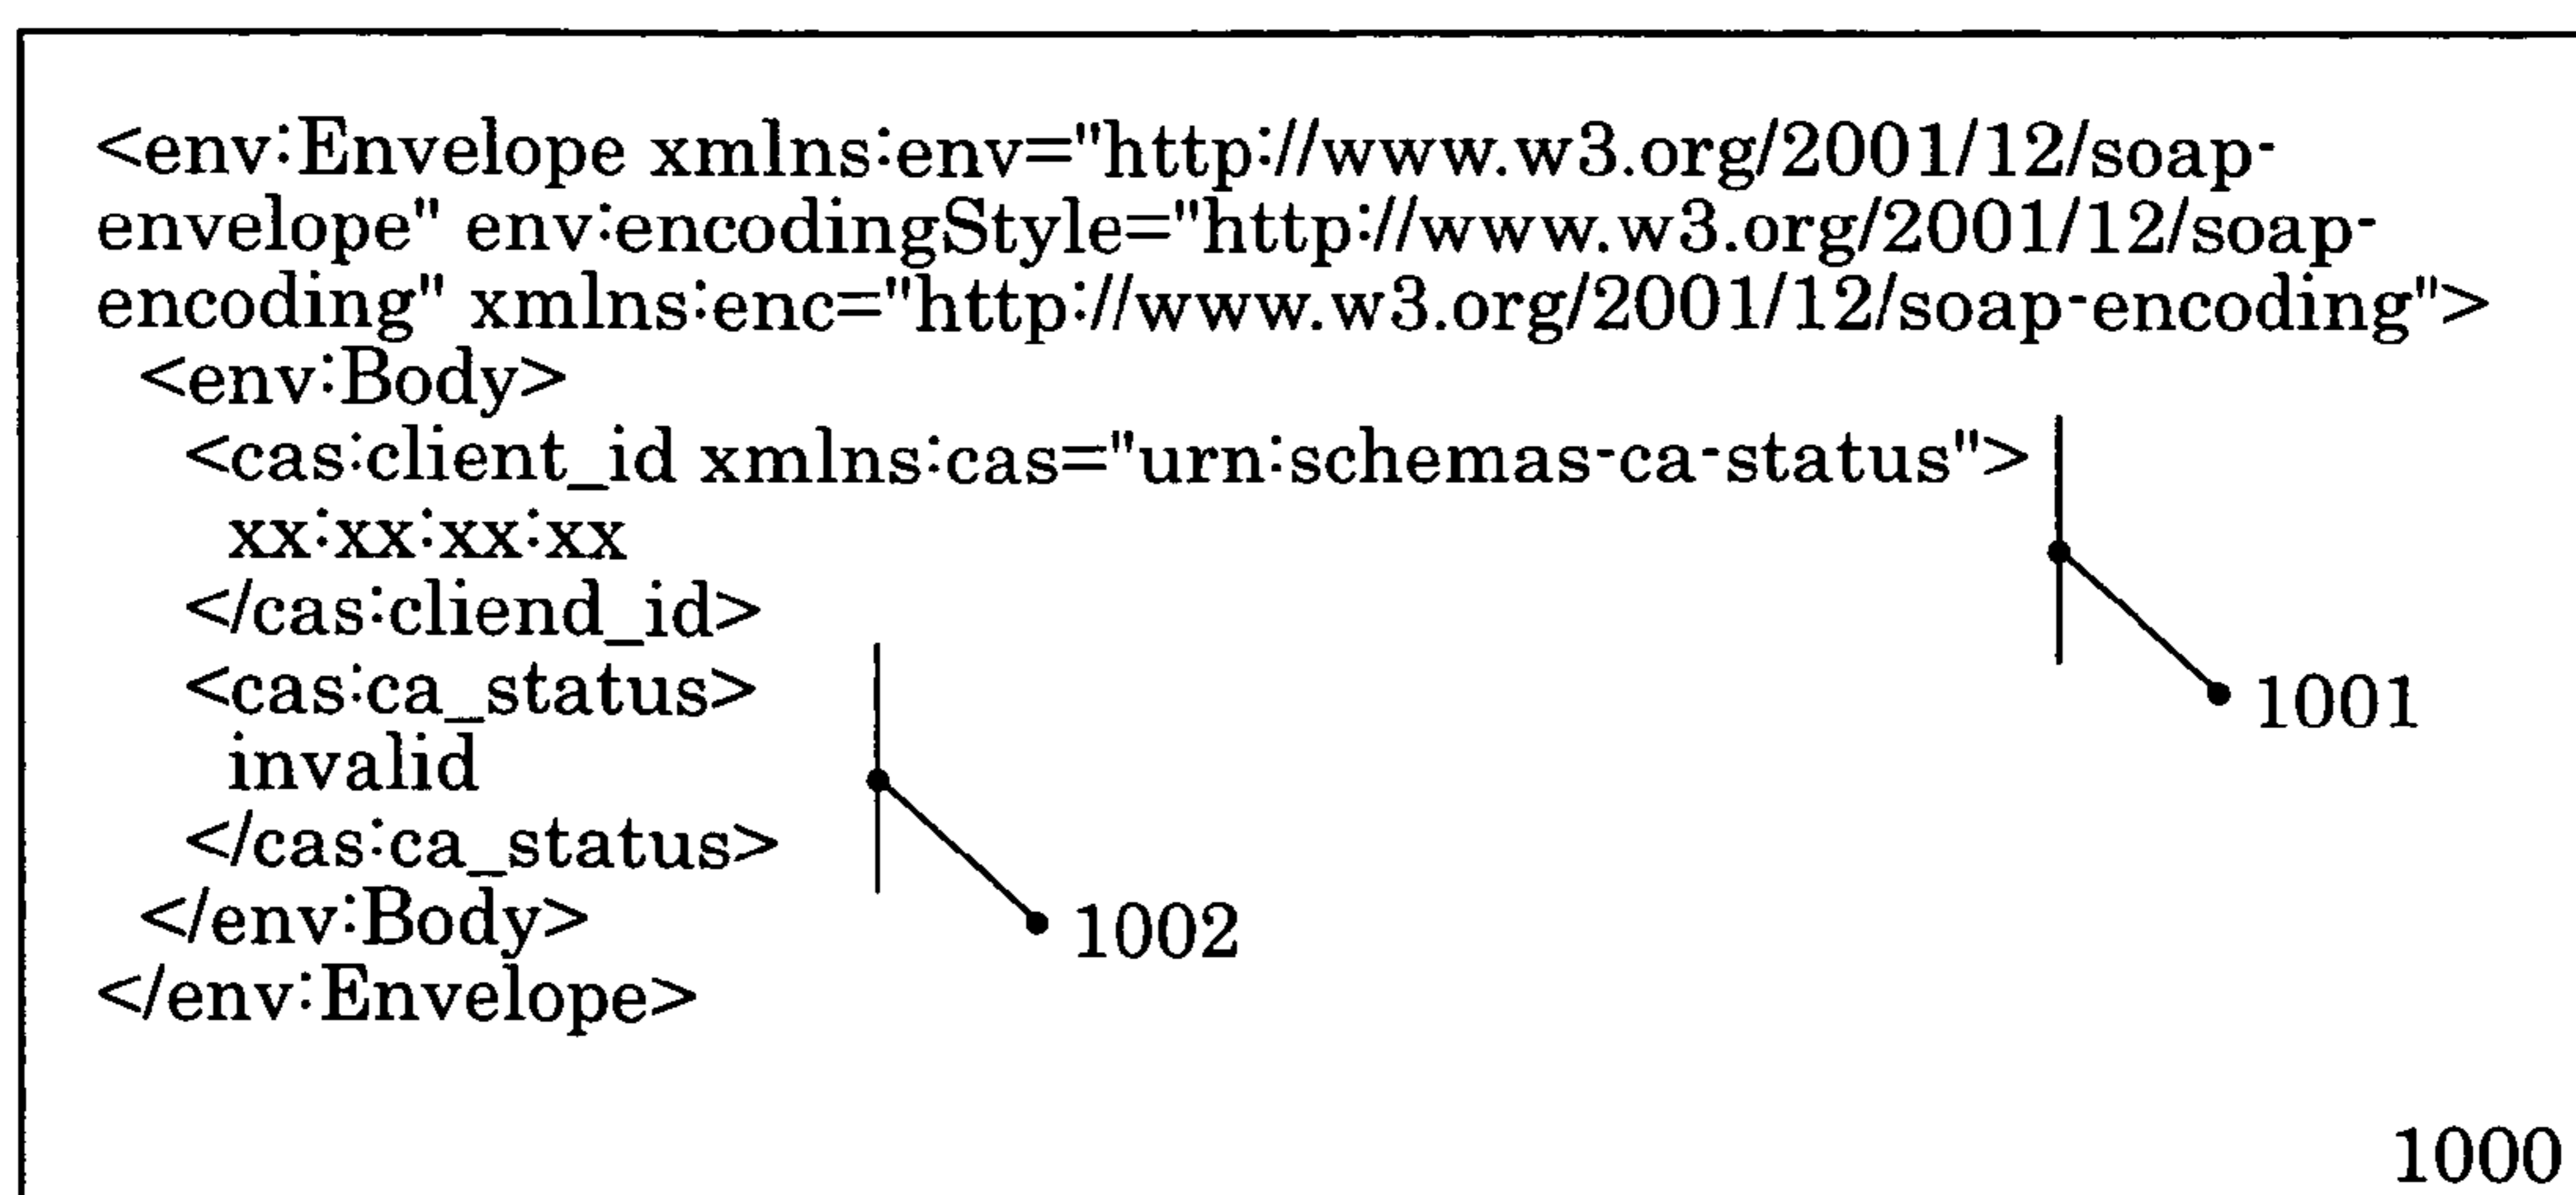 <env:Envelope xmlns:env="http://www.w3.org/2001/12/soap-
envelope" env:encodingStyle="http://www.w3.org/2001/12/soap-
encoding" xmlns:enc="http://www.w3.org/2001/12/soap-encoding">
<env:Body>
<cas:client_id xmlns:cas="urn:schemas-ca-status">
xx:xx:xx:xx
</cas:cliend_id>
<cas:ca_status>
1001
invalid
</cas:ca_status>
</env:Body>
1002
</env:Envelope>
1000